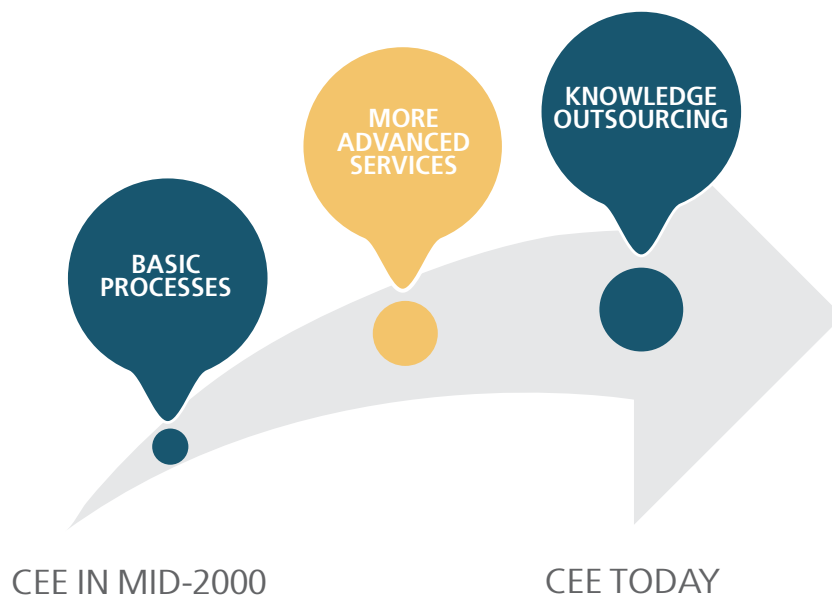 KNOWLEDGE
OUTSOURCING
MORE
ADVANCED
SERVICES
BASIC
PROCESSES
CEE IN MID-2000
CEE TODAY